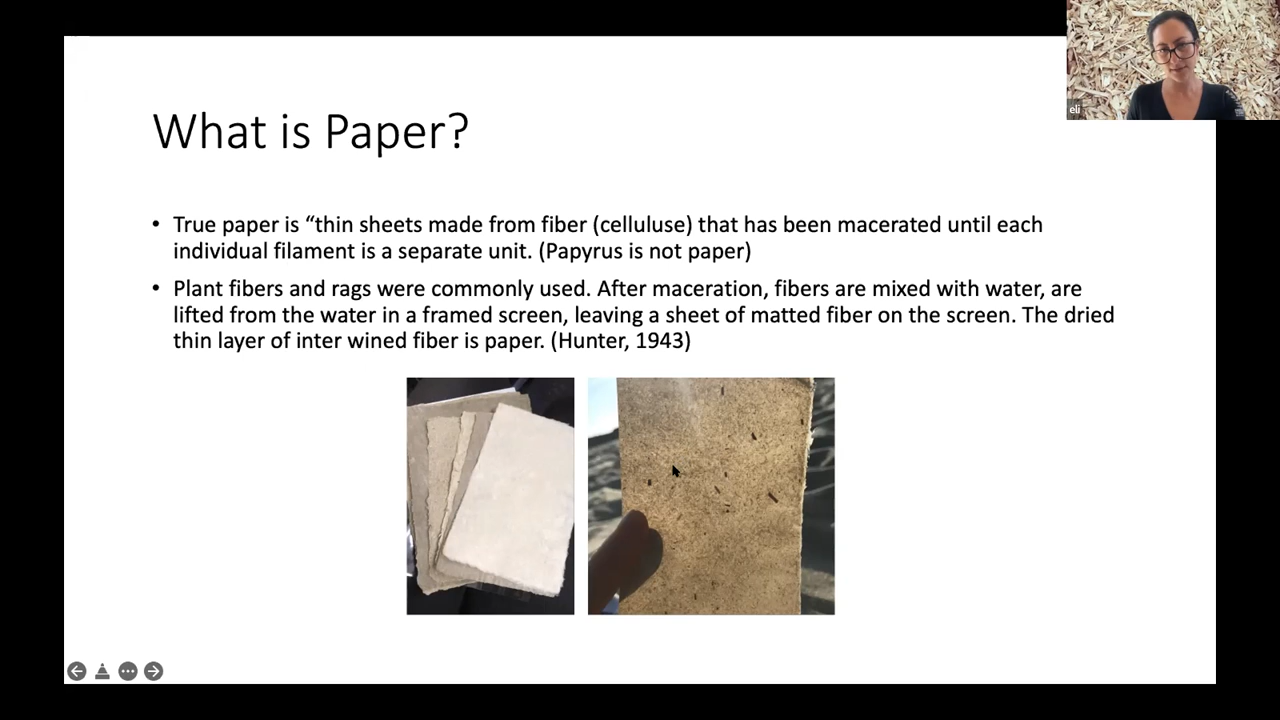 What is Paper?
• True paper is “thin sheets made from fiber (celluluse) that has been macerated until each
individual filament is a separate unit. (Papyrus is not paper)
• Plant fibers and rags were commonly used. After maceration, fibers are mixed with water, are
lifted from the water in a framed screen, leaving a sheet of matted fiber on the screen. The dried
thin layer of inter wined fiber is paper. (Hunter, 1943)
eli